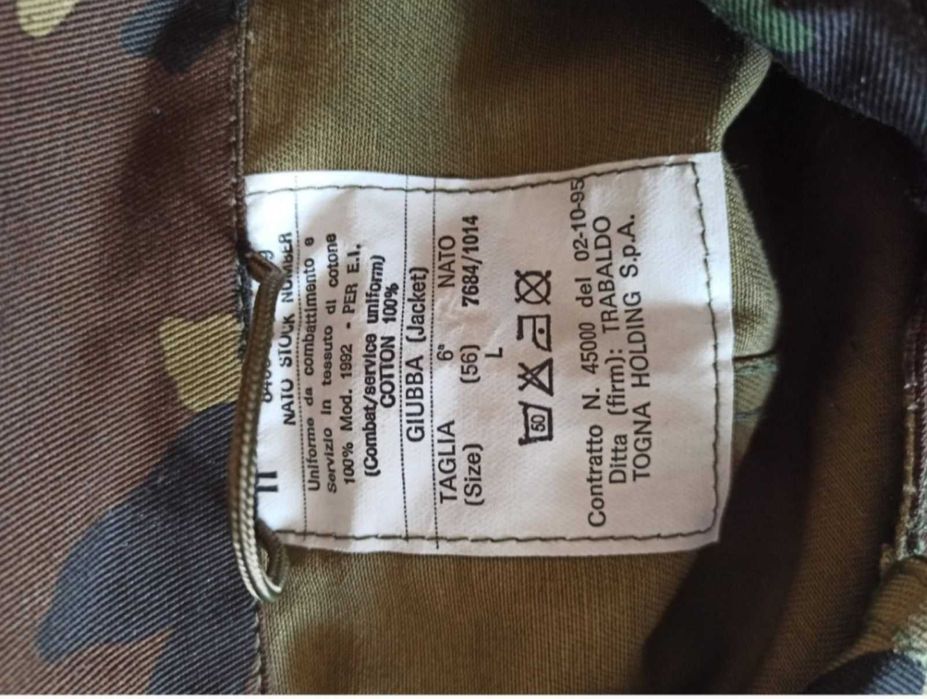 NATO STOCK NUMBER
Uniforme da combattimento e
Servizio in tessuto di cotone
100% Mod. 1992 - PER E.I.
(Combat/service uniform)
COTTON 100%
GIUBBA (Jacket)
TAGLIA 6ª NATO
(Size) (56) 7684/1014
L
60
Contratto N. 45000 del 02-10-95
Ditta (firm): TRABALDO
TOGNA HOLDING S.p.A.